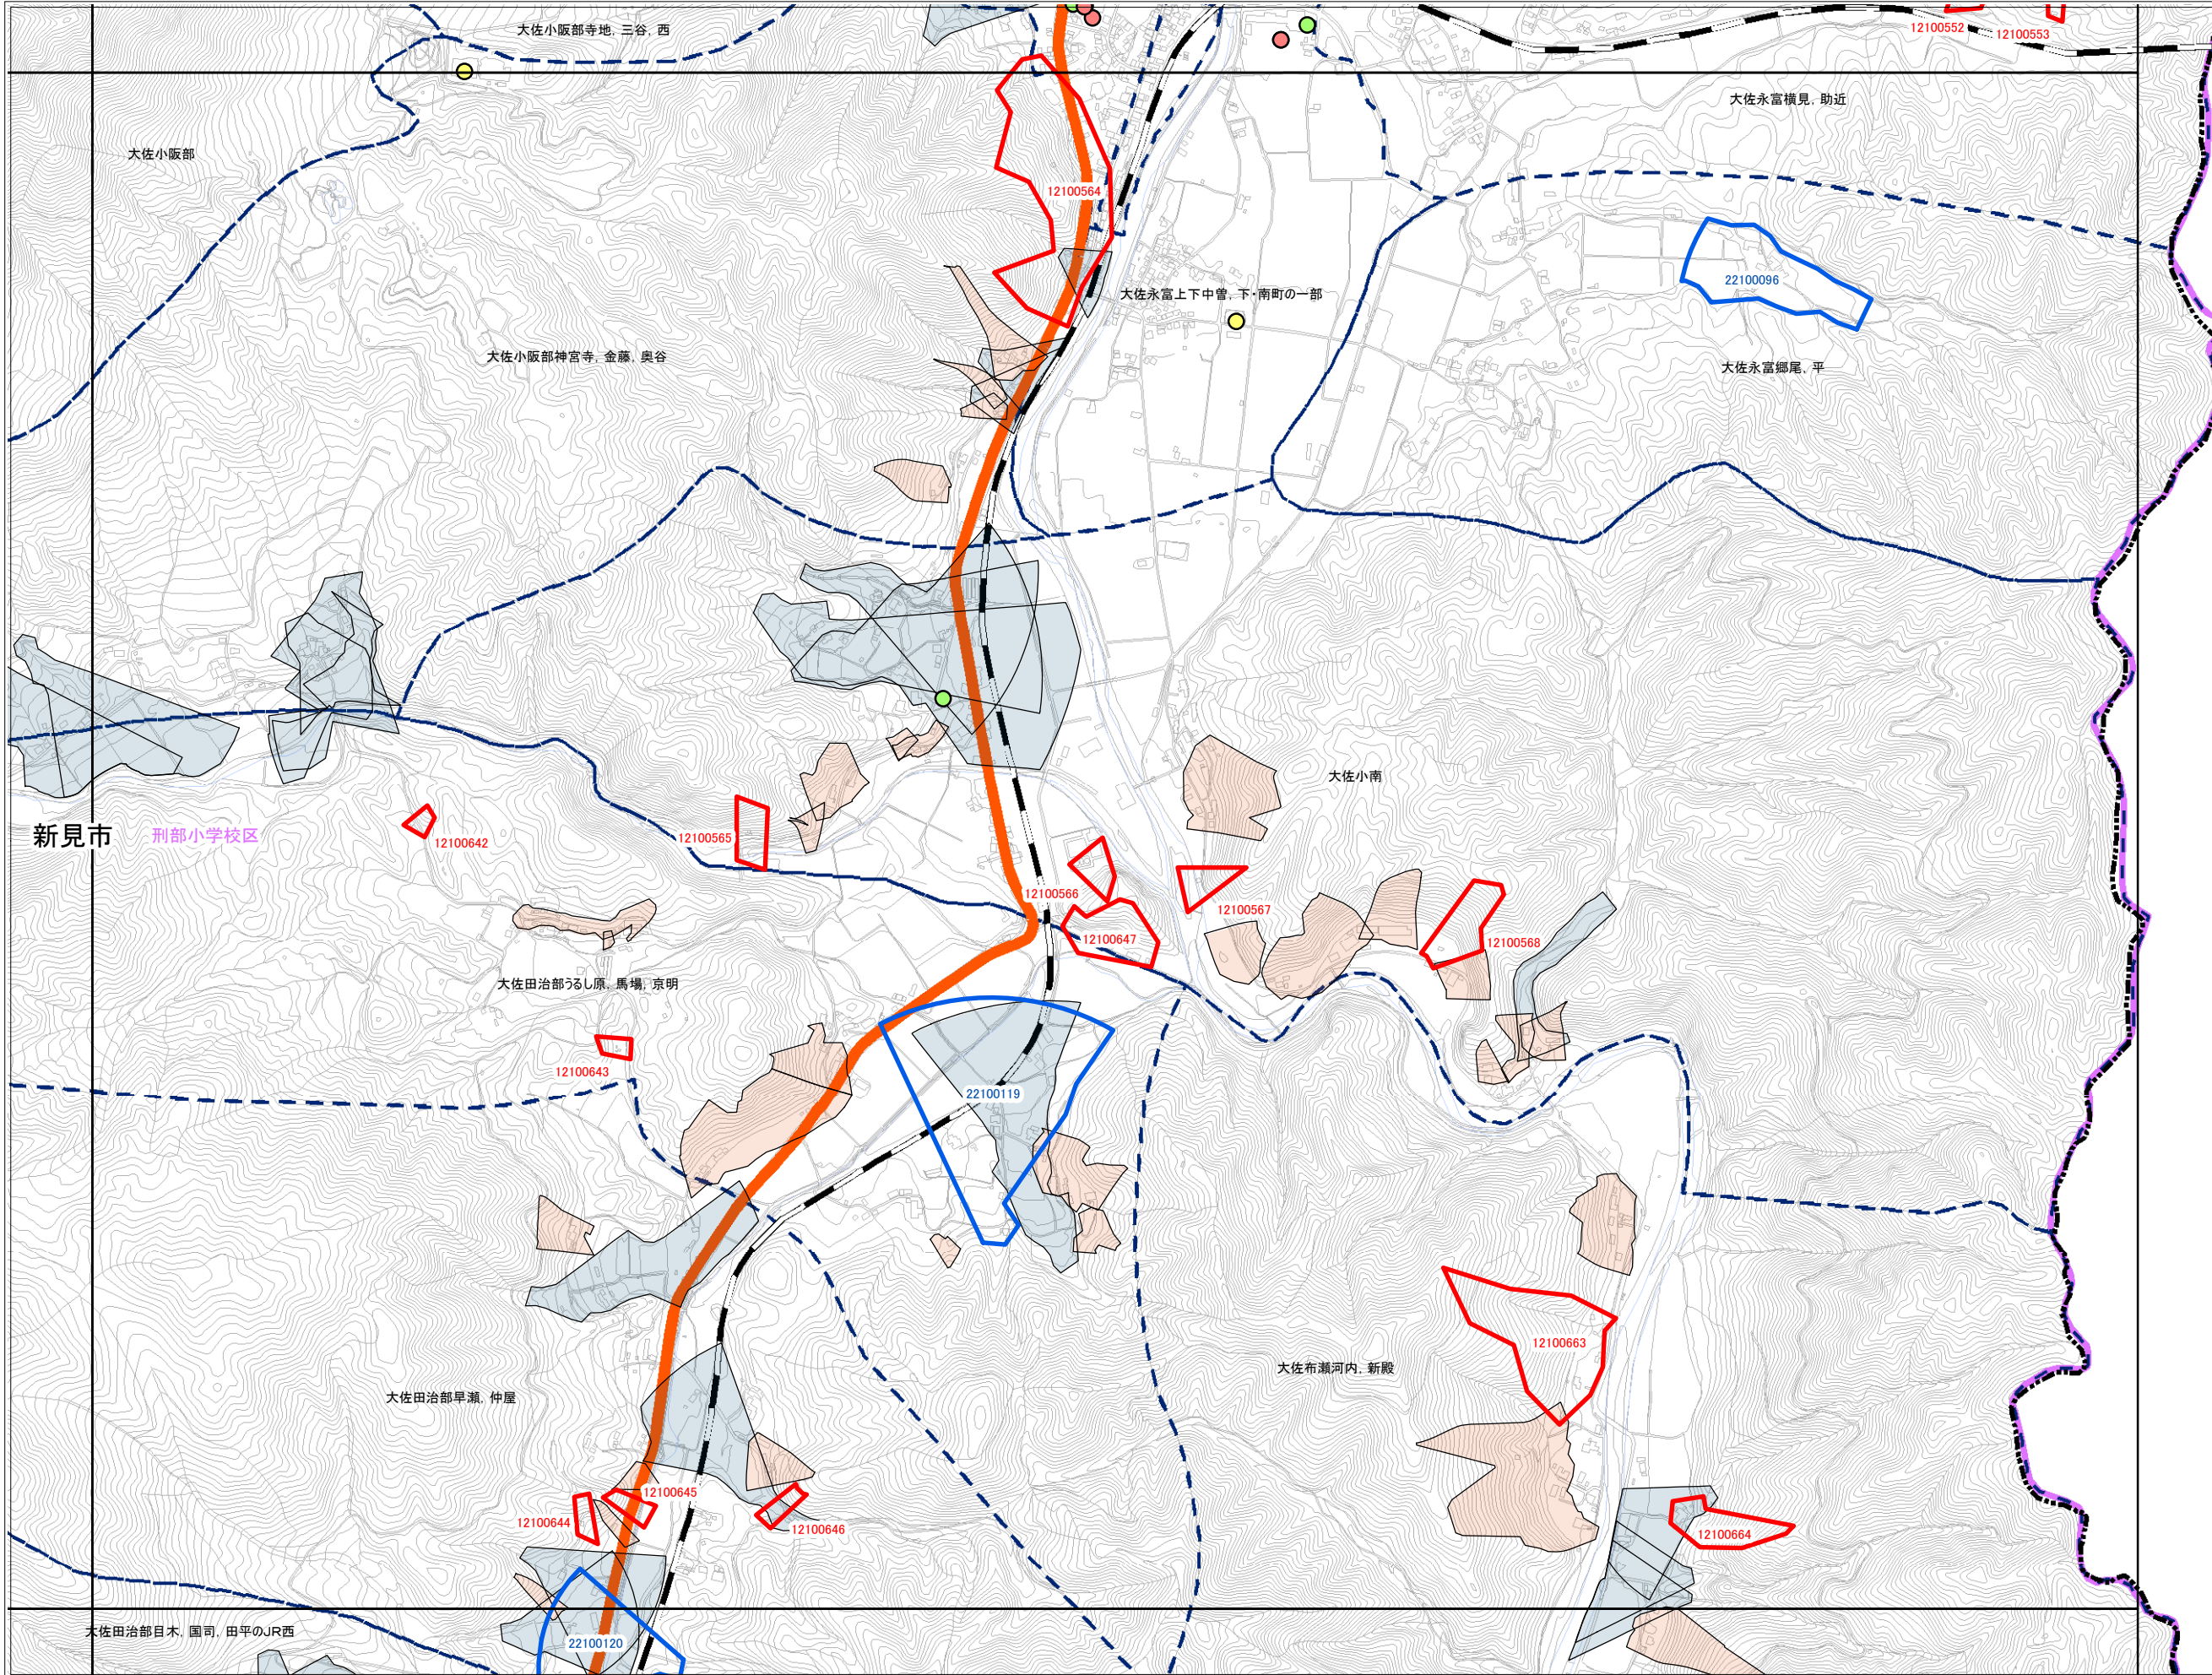 大佐小阪部寺地, 三谷, 西
12100552
12100553
大佐永富横見, 助近
大佐小阪部
12100564
22100096
大佐永富上下中曽, 下・南町の一部
大佐小阪部神宮寺, 金藤, 奥谷
大佐永富郷尾, 平
大佐小南
新見市
刑部小学校区
12100642
12100565
12100566
12100567
12100647
12100568
大佐田治部うるし原, 馬場, 京明
12100643
22100119
12100663
大佐布瀬河内, 新殿
大佐田治部早瀬, 仲屋
12100645
12100644
12100646
12100664
大佐田治部目木, 国司, 田平のJR西
22100120